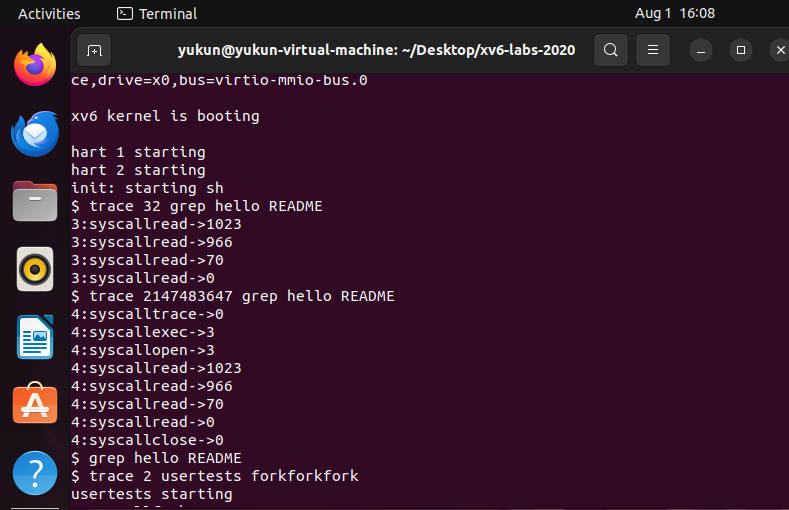 Activities Terminal Aug 1 16:08
yukun@yukun-virtual-machine: ~/Desktop/xv6-labs-2020
ce,drive=x0,bus=virtio-mmio-bus.0
xv6 kernel is booting
hart 1 starting
hart 2 starting
init: starting sh
$ trace 32 grep hello README
3:syscallread->1023
3:syscallread->966
3:syscallread->70
3:syscallread->0
$ trace 2147483647 grep hello README
4:syscalltrace->0
4:syscallexec->3
4:syscallopen->3
4:syscallread->1023
4:syscallread->966
4:syscallread->70
4:syscallread->0
4:syscallclose->0
$ grep hello README
$ trace 2 usertests forkforkfork
usertests starting